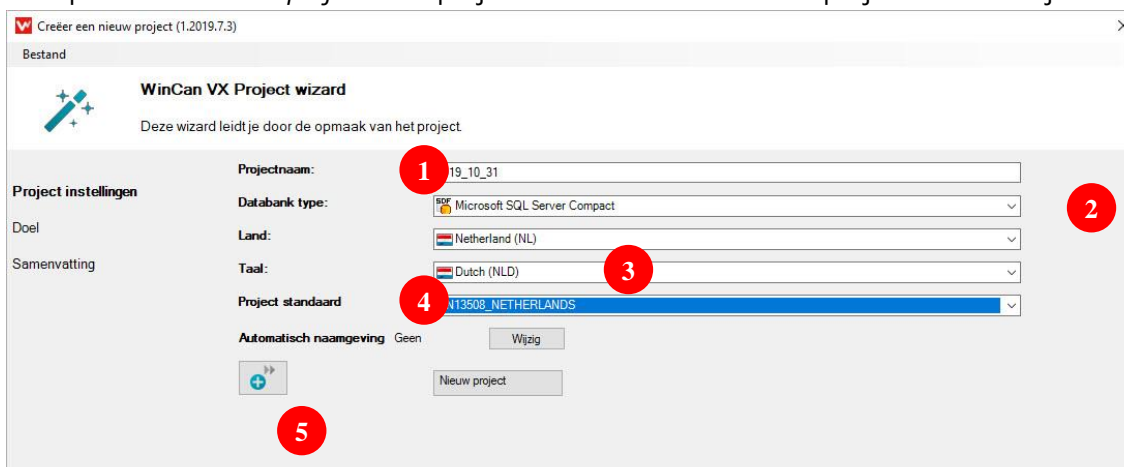 Creëer een nieuw project (1.2019.7.3)
Bestand
WinCan VX Project wizard
Deze wizard leidt je door de opmaak van het project.
Project instellingen
Doel
Samenvatting
Projectnaam: 1 19_10_31
Databank type: SDF Microsoft SQL Server Compact 2
Land: Netherland (NL)
Taal: Dutch (NLD) 3
Project standaard 4 N13508_NETHERLANDS
Automatisch naamgeving Geen Wijzig
Nieuw project
5